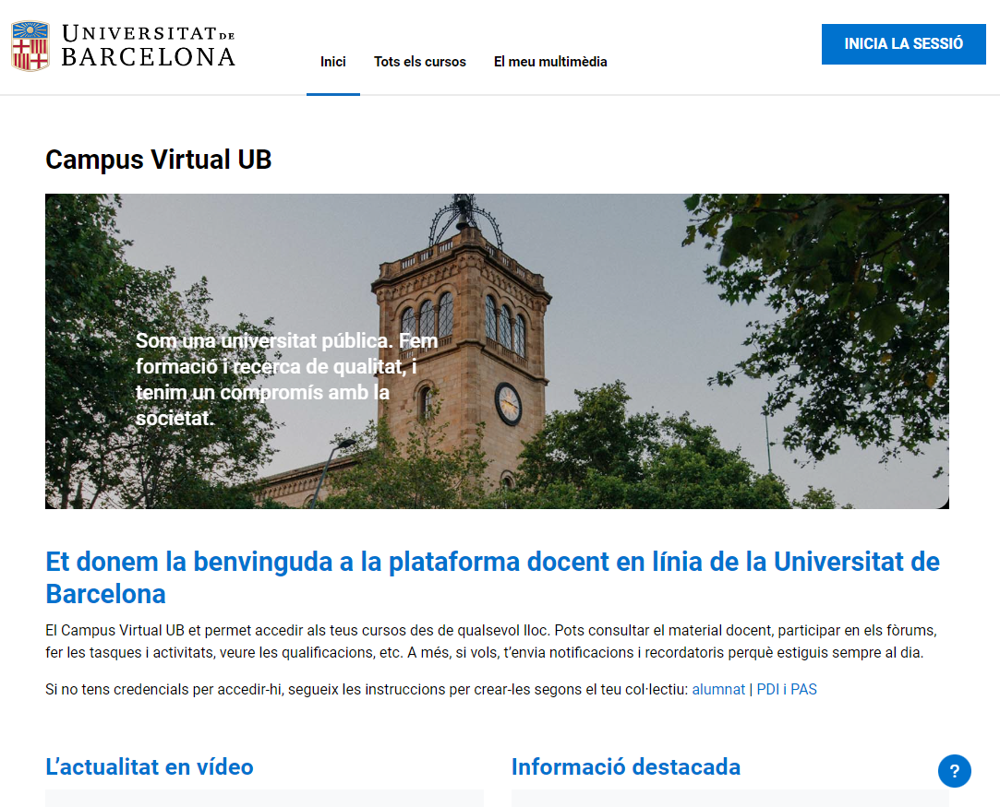 UNIVERSITAT DE
BARCELONA
Inici
Tots els cursos
El meu multimèdia
INICIA LA SESSIÓ
Campus Virtual UB
Som una universitat pública. Fem
formació i recerca de qualitat, i
tenim un compromís amb la
societat.
Et donem la benvinguda a la plataforma docent en línia de la Universitat de
Barcelona
El Campus Virtual UB et permet accedir als teus cursos des de qualsevol lloc. Pots consultar el material docent, participar en els fòrums,
fer les tasques i activitats, veure les qualificacions, etc. A més, si vols, t’envia notificacions i recordatoris perquè estiguis sempre al dia.
Si no tens credencials per accedir-hi, segueix les instruccions per crear-les segons el teu col·lectiu: alumnat | PDI i PAS
L’actualitat en vídeo
Informació destacada
?